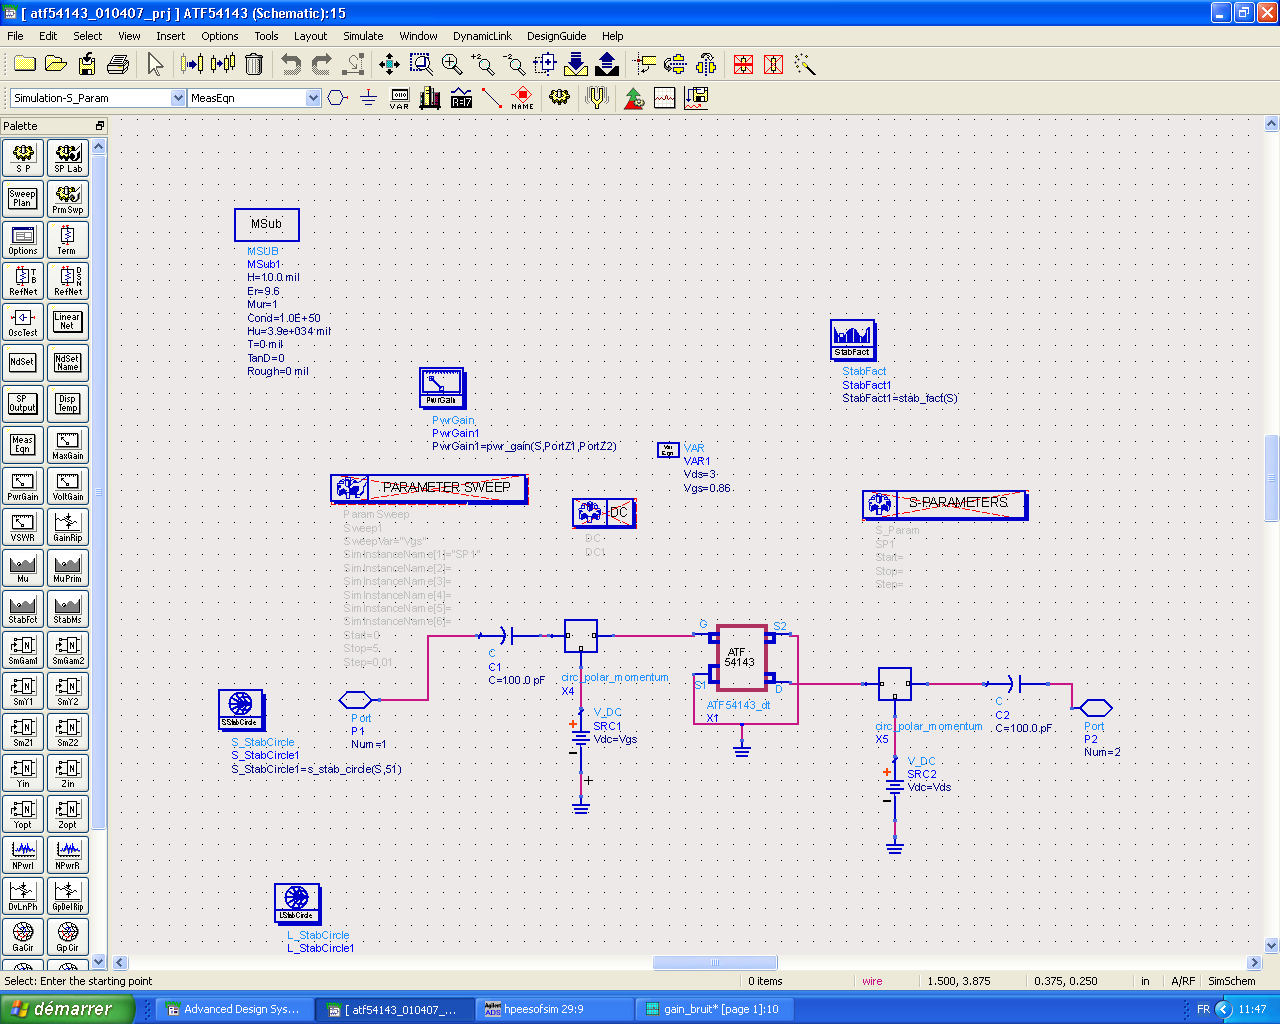 [ atf54143_010407_prj ] ATF54143 (Schematic):15
File Edit Select View Insert Options Tools Layout Simulate Window DynamicLink DesignGuide Help
Simulation-S_Param MeasEqn VAR R=17 NAME
Palette
S P SP Lab
Sweep Plan PrmSwp
Options Term
RefNet RefNet
OscTest Linear Net
NdSet NdSet Name
SP Output Disp Temp
Meas Eqn MaxGain
PwrGain VoltGain
VSWR GainRip
Mu MuPrim
StabFct StabMs
SmGam1 SmGam2
SmY1 SmY2
SmZ1 SmZ2
Yin Zin
Yopt Zopt
NPwrI NPwrR
DvLnPh GpDelRip
GaCir GpCir
MSub
MSUB
MSub1
H=10.0 mil
Er=9.6
Mur=1
Cond=1.0E+50
Hu=3.9e+034 mil
T=0 mil
TanD=0
Rough=0 mil
PwrGain
PwrGain
PwrGain1
PwrGain1=pwr_gain(S,PortZ1,PortZ2)
StabFact
StabFact
StabFact1
StabFact1=stab_fact(S)
Var Eqn
VAR
VAR1
Vds=3
Vgs=0.86
PARAMETER SWEEP
ParamSweep
Sweep1
SweepVar="Vgs"
SimInstanceName[1]="SP1"
SimInstanceName[2]=
SimInstanceName[3]=
SimInstanceName[4]=
SimInstanceName[5]=
SimInstanceName[6]=
Start=0
Stop=5
Step=0.01
DC
DC
DC1
S-PARAMETERS
S_Param
SP1
Start=
Stop=
Step=
C
C1
C=100.0 pF
circ_polar_momentum
X4
G S2
ATF
54143
S1 D
ATF54143_dt
X1
Port
P1
Num=1
V_DC
SRC1
Vdc=Vgs
circ_polar_momentum
X5
C
C2
C=100.0 pF
Port
P2
Num=2
V_DC
SRC2
Vdc=Vds
SStabCircle
S_StabCircle
S_StabCircle1
S_StabCircle1=s_stab_circle(S,51)
LStabCircle
L_StabCircle
L_StabCircle1
Select: Enter the starting point 0 items wire 1.500, 3.875 0.375, 0.250 in A/RF SimSchem
démarrer Advanced Design Sys... [ atf54143_010407_... Agilent ADS hpeesofsim 29:9 gain_bruit* [page 1]:10 FR 11:47